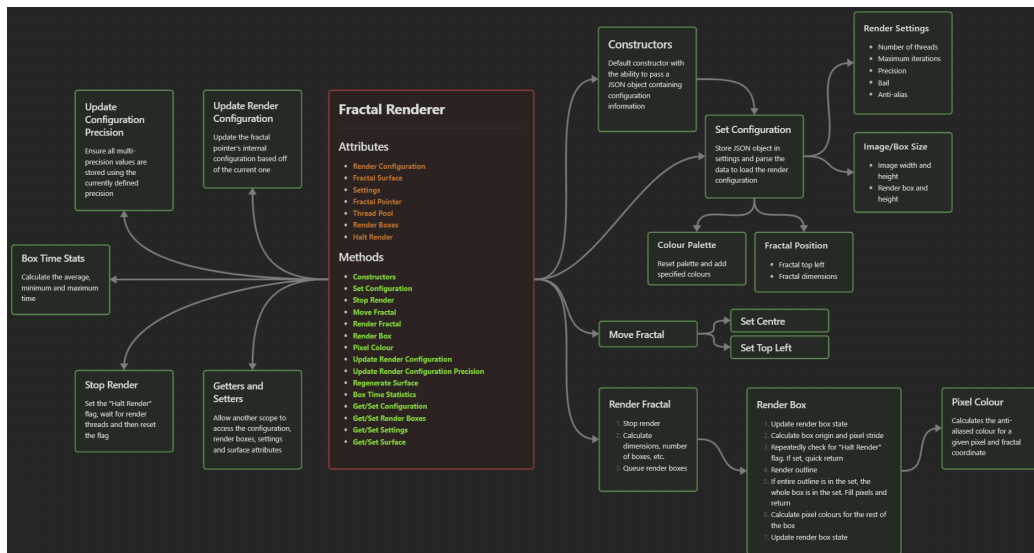 Update
Configuration
Precision
Ensure all multi-
precision values are
stored using the
currently defined
precision
Update Render
Configuration
Update the fractal
pointer's internal
configuration based off
of the current one
Box Time Stats
Calculate the average,
minimum and maximum
time
Stop Render
Set the "Halt Render"
flag, wait for render
threads and then reset
the flag
Getters and
Setters
Allow another scope to
access the configuration,
render boxes, settings
and surface attributes
Fractal Renderer
Attributes
• Render Configuration
• Fractal Surface
• Settings
• Fractal Pointer
• Thread Pool
• Render Boxes
• Halt Render
Methods
• Constructors
• Set Configuration
• Stop Render
• Move Fractal
• Render Fractal
• Render Box
• Pixel Colour
• Update Render Configuration
• Update Render Configuration Precision
• Regenerate Surface
• Box Time Statistics
• Get/Set Configuration
• Get/Set Render Boxes
• Get/Set Settings
• Get/Set Surface
Constructors
Default constructor with
the ability to pass a
JSON object containing
configuration
information
Set Configuration
Store JSON object in
settings and parse the
data to load the render
configuration
Render Settings
• Number of threads
• Maximum iterations
• Precision
• Bail
• Anti-alias
Image/Box Size
• Image width and
height
• Render box and
height
Colour Palette
Reset palette and add
specified colours
Fractal Position
• Fractal top left
• Fractal dimensions
Move Fractal
Set Centre
Set Top Left
Render Fractal
1. Stop render
2. Calculate
dimensions, number
of boxes, etc.
3. Queue render boxes
Render Box
1. Update render box state
2. Calculate box origin and pixel stride
3. Repeatedly check for "Halt Render"
flag. If set, quick return
4. Render outline
5. If entire outline is in the set, the
whole box is in the set. Fill pixels and
return
6. Calculate pixel colours for the rest of
the box
7. Update render box state
Pixel Colour
Calculates the anti-
aliased colour for a
given pixel and fractal
coordinate